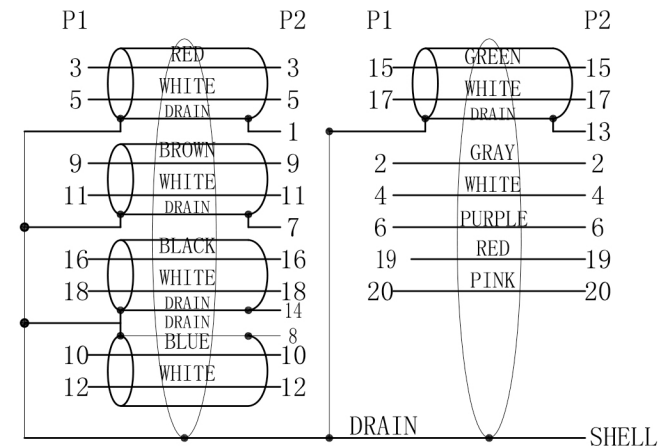 P1 P2
3 RED 3
5 WHITE 5
DRAIN
1
9 BROWN 9
11 WHITE 11
DRAIN
7
16 BLACK 16
18 WHITE 18
DRAIN 14
DRAIN 8
10 BLUE 10
12 WHITE 12
P1 P2
15 GREEN 15
17 WHITE 17
DRAIN
13
2 GRAY 2
4 WHITE 4
6 PURPLE 6
19 RED 19
20 PINK 20
DRAIN SHELL